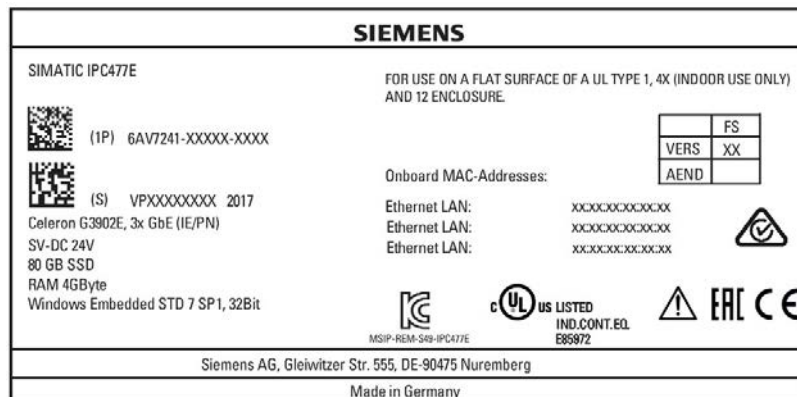 SIEMENS
SIMATIC IPC477E
FOR USE ON A FLAT SURFACE OF A UL TYPE 1, 4X (INDOOR USE ONLY)
AND 12 ENCLOSURE.
(1P) 6AV7241-XXXXX-XXXX
FS
VERS XX
AEND
(S) VPXXXXXXXX 2017
Onboard MAC-Addresses:
Celeron G3902E, 3x GbE (IE/PN)
SV-DC 24V
80 GB SSD
RAM 4GByte
Windows Embedded STD 7 SP1, 32Bit
Ethernet LAN: xx:xx:xx:xx:xx:xx
Ethernet LAN: xx:xx:xx:xx:xx:xx
Ethernet LAN: xx:xx:xx:xx:xx:xx
MSIP-REM-S49-IPC477E
C UL US LISTED
IND.CONT.EQ.
E85972
EAC CE
Siemens AG, Gleiwitzer Str. 555, DE-90475 Nuremberg
Made in Germany